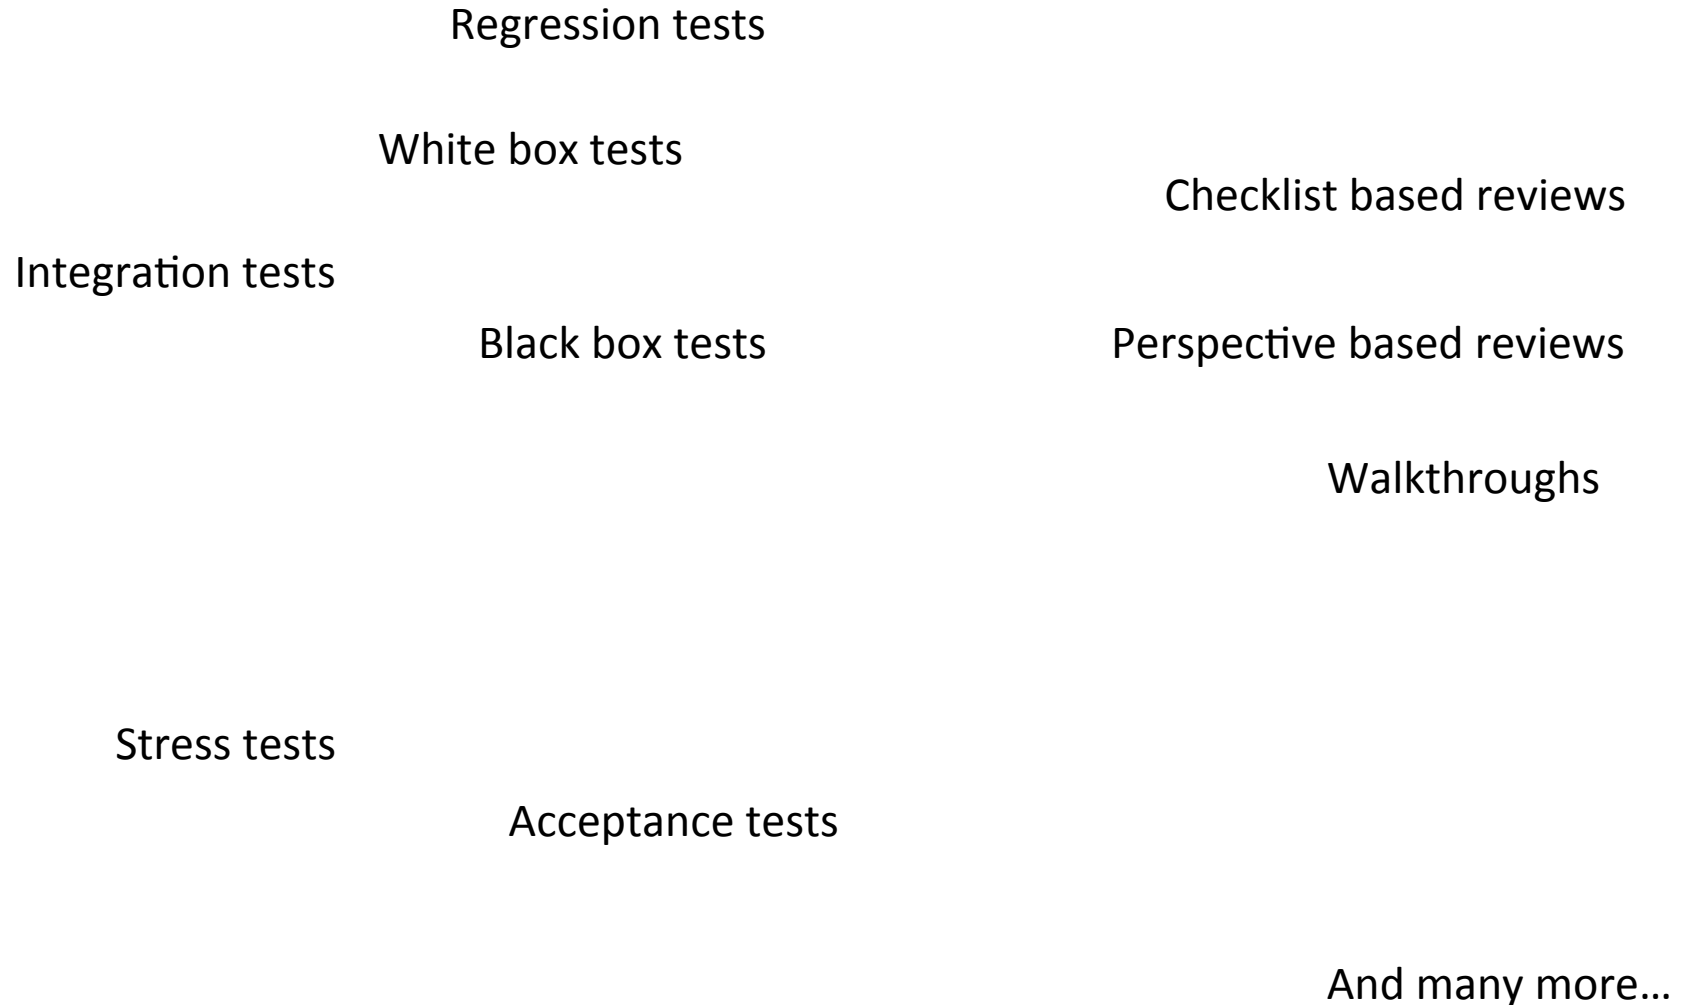 Regression tests
White box tests
Checklist based reviews
Integration tests
Black box tests
Perspective based reviews
Walkthroughs
Stress tests
Acceptance tests
And many more…